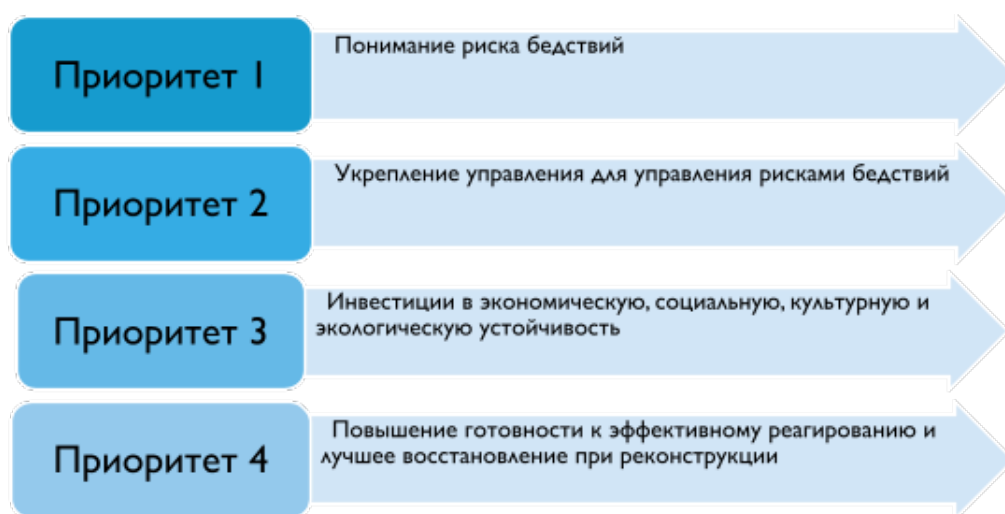 Приоритет 1
Понимание риска бедствий
Приоритет 2
Укрепление управления для управления рисками бедствий
Приоритет 3
Инвестиции в экономическую, социальную, культурную и
экологическую устойчивость
Приоритет 4
Повышение готовности к эффективному реагированию и
лучшее восстановление при реконструкции